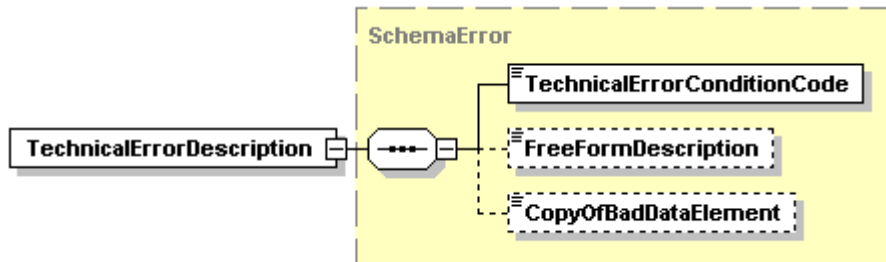 SchemaError
TechnicalErrorConditionCode
TechnicalErrorDescription
FreeFormDescription
CopyOfBadDataElement